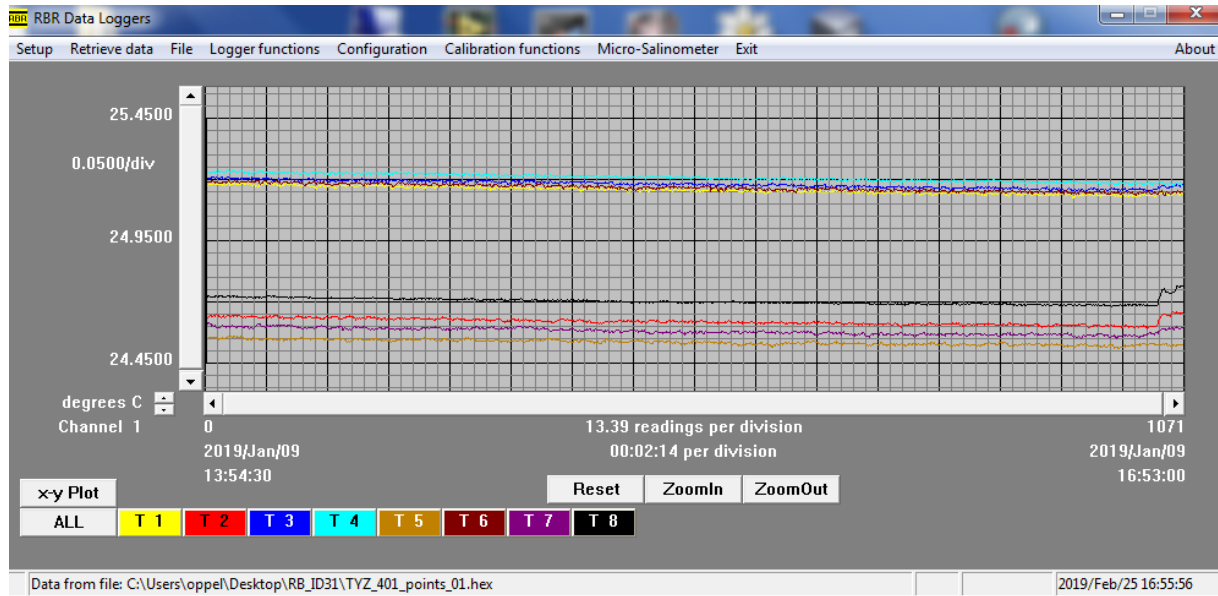 RBR RBR Data Loggers
Setup Retrieve data File Logger functions Configuration Calibration functions Micro-Salinometer Exit About
25.4500
0.0500/div
24.9500
24.4500
degrees C
Channel 1 0 13.39 readings per division 1071
2019/Jan/09 00:02:14 per division 2019/Jan/09
13:54:30 16:53:00
x-y Plot Reset ZoomIn ZoomOut
ALL T 1 T 2 T 3 T 4 T 5 T 6 T 7 T 8
Data from file: C:\Users\oppel\Desktop\RB_ID31\TYZ_401_points_01.hex 2019/Feb/25 16:55:56